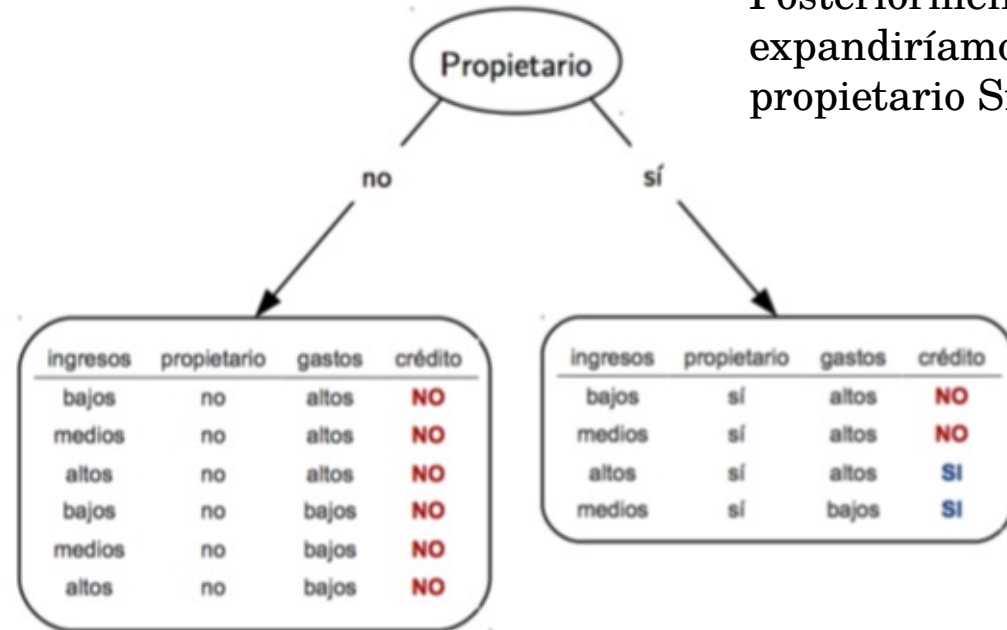 expandiríamo
propietario S
Propietario
no
sí
ingresos propietario gastos crédito
bajos no altos NO
medios no altos NO
altos no altos NO
bajos no bajos NO
medios no bajos NO
altos no bajos NO
ingresos propietario gastos crédito
bajos sí altos NO
medios sí altos NO
altos sí altos SI
medios sí bajos SI